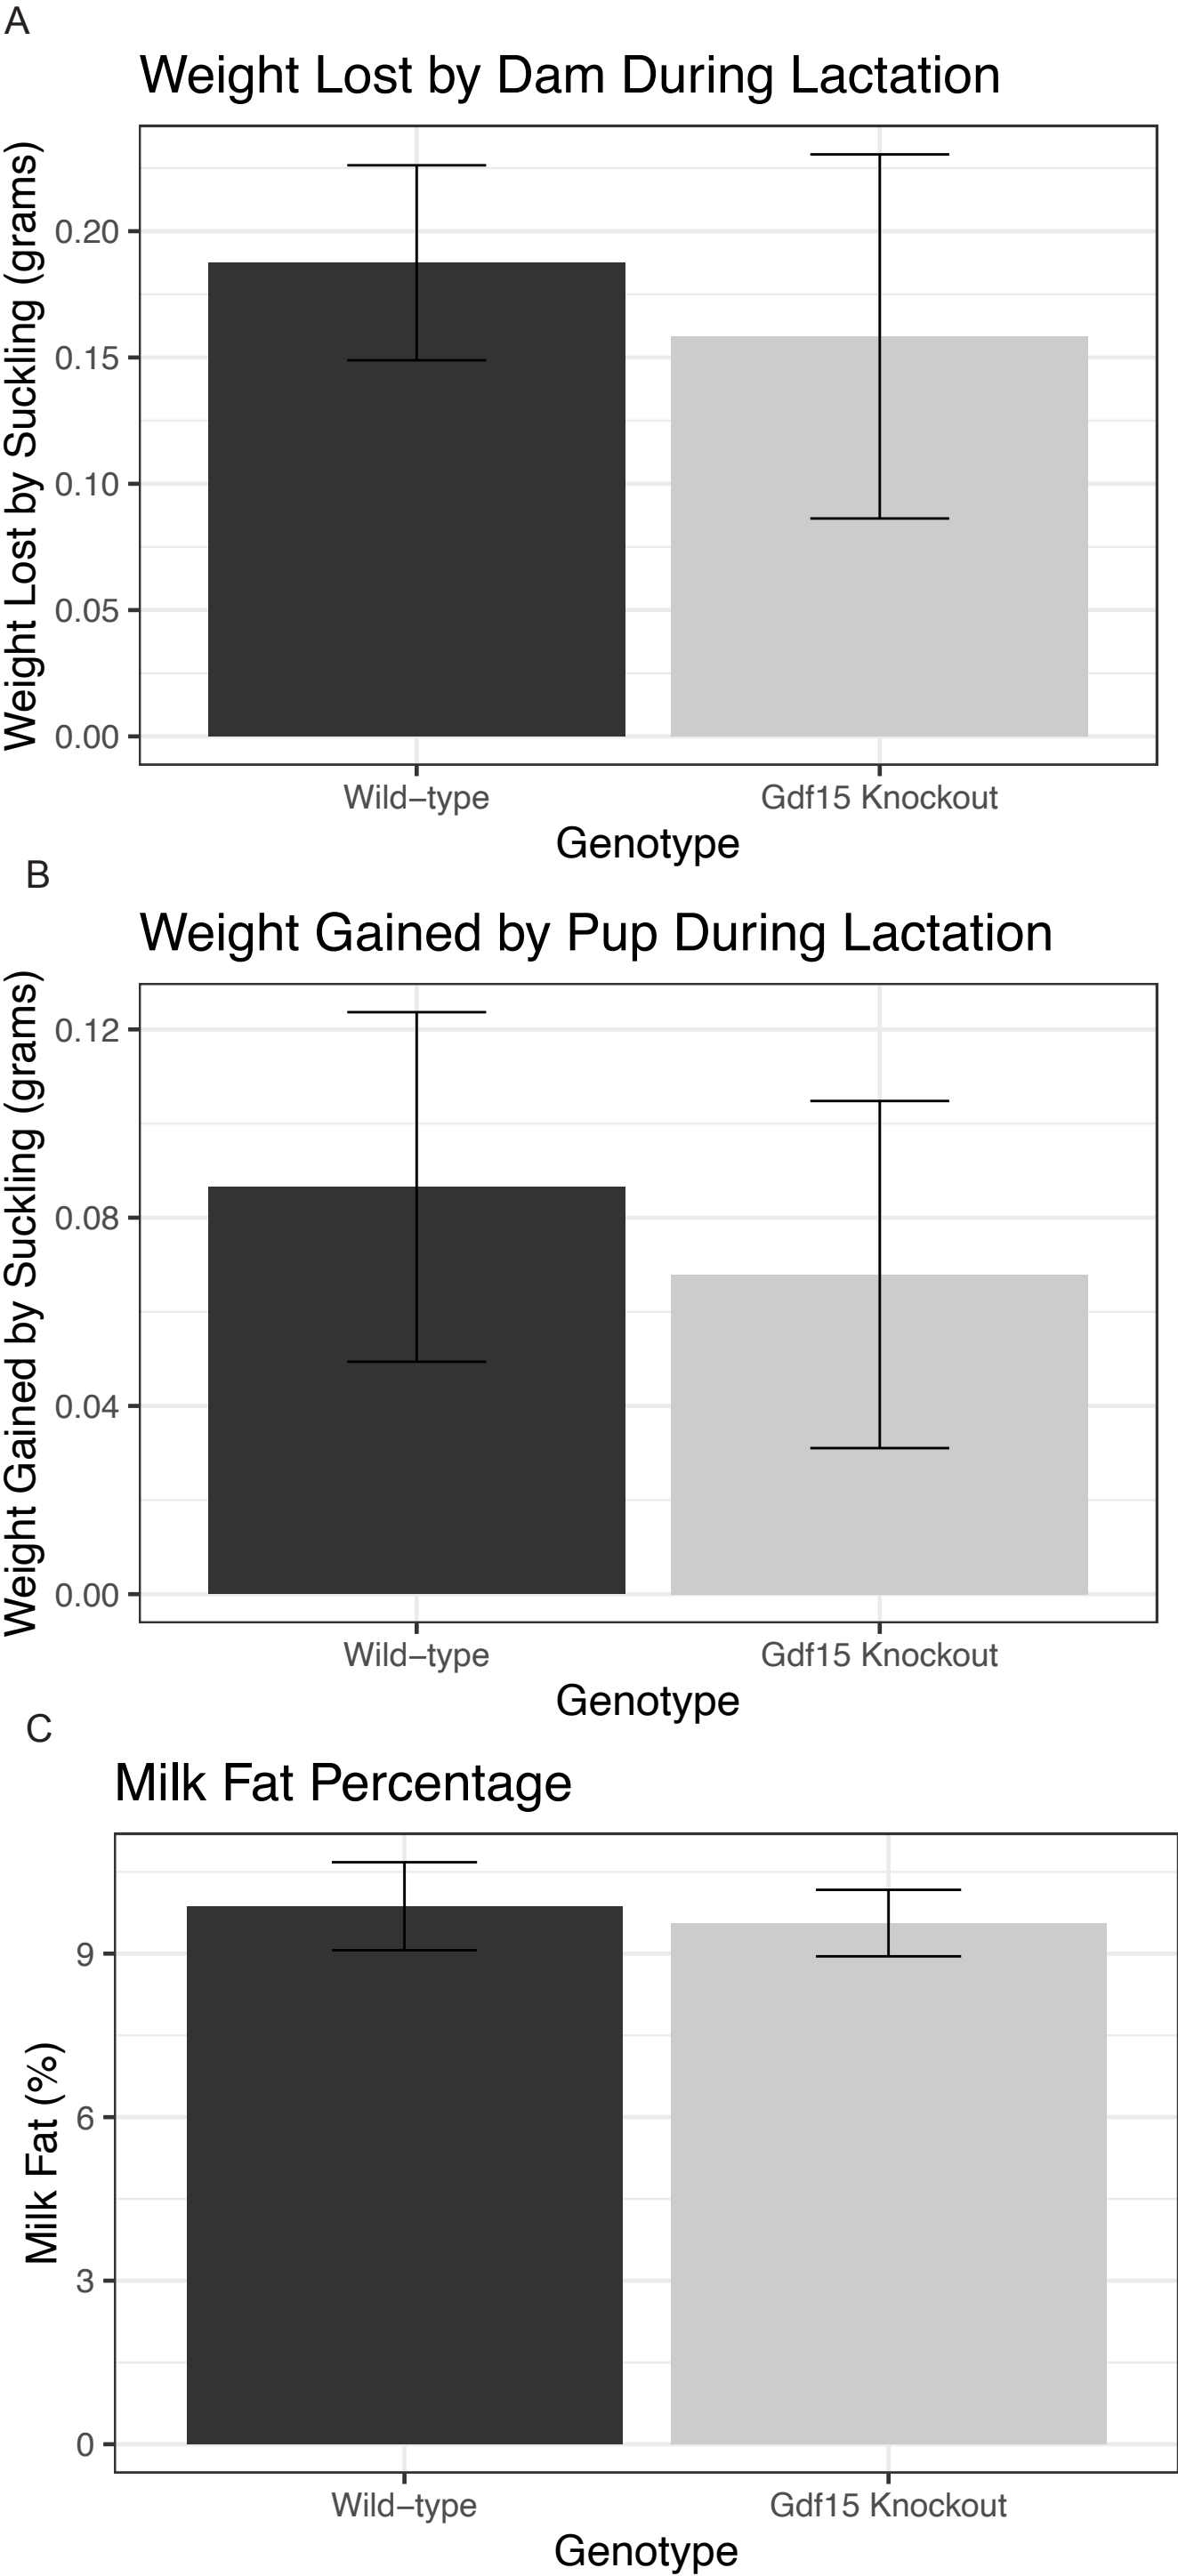 A
Weight Lost by Dam During Lactation
Weight Lost by Suckling (grams)
0.20
0.15
0.10
0.05
0.00
Wild−type
Gdf15 Knockout
Genotype
B
Weight Gained by Pup During Lactation
Weight Gained by Suckling (grams)
0.12
0.08
0.04
0.00
Wild−type
Gdf15 Knockout
Genotype
C
Milk Fat Percentage
Milk Fat (%)
9
6
3
0
Wild−type
Gdf15 Knockout
Genotype